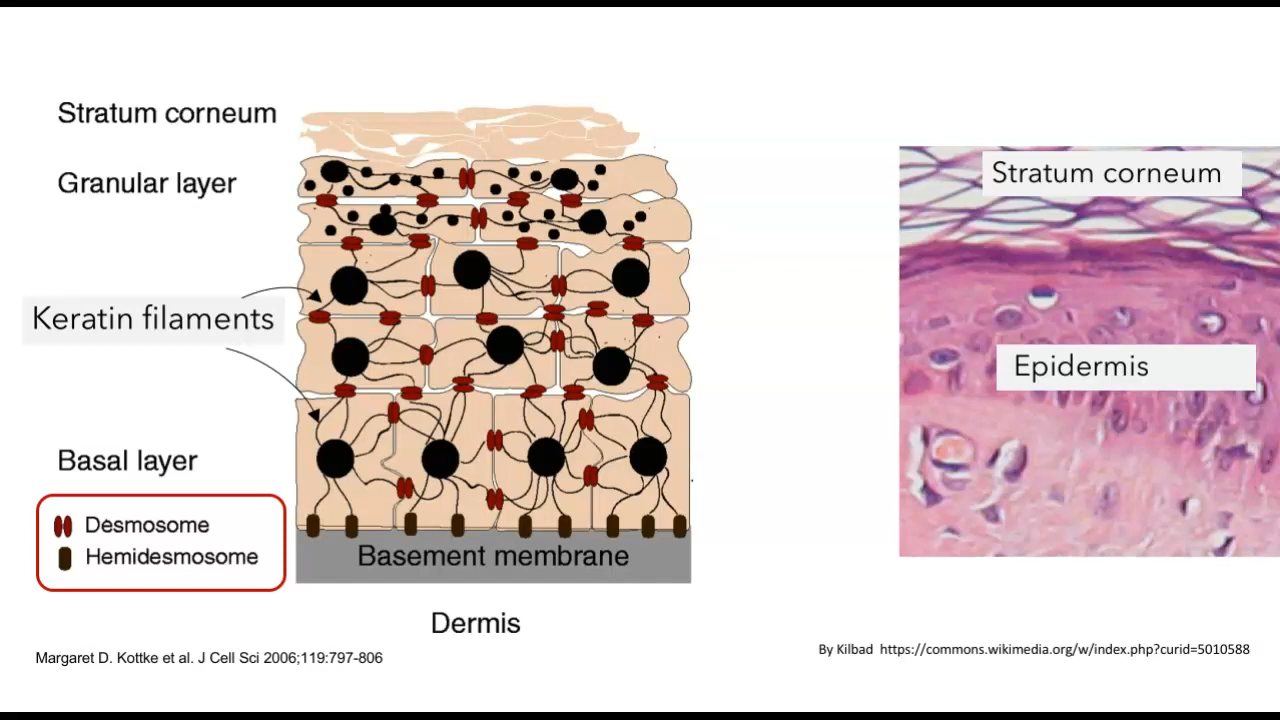 Stratum corneum
Granular layer
Keratin filaments
Basal layer
Desmosome
Hemidesmosome
Basement membrane
Dermis
Margaret D. Kottke et al. J Cell Sci 2006;119:797-806
Stratum corneum
Epidermis
By Kilbad  https://commons.wikimedia.org/w/index.php?curid=5010588